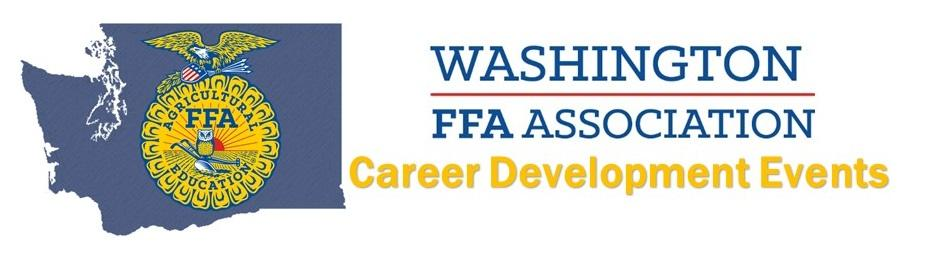 AGRICULTURAL
FFA
EDUCATION
WASHINGTON
FFA ASSOCIATION
Career Development Events